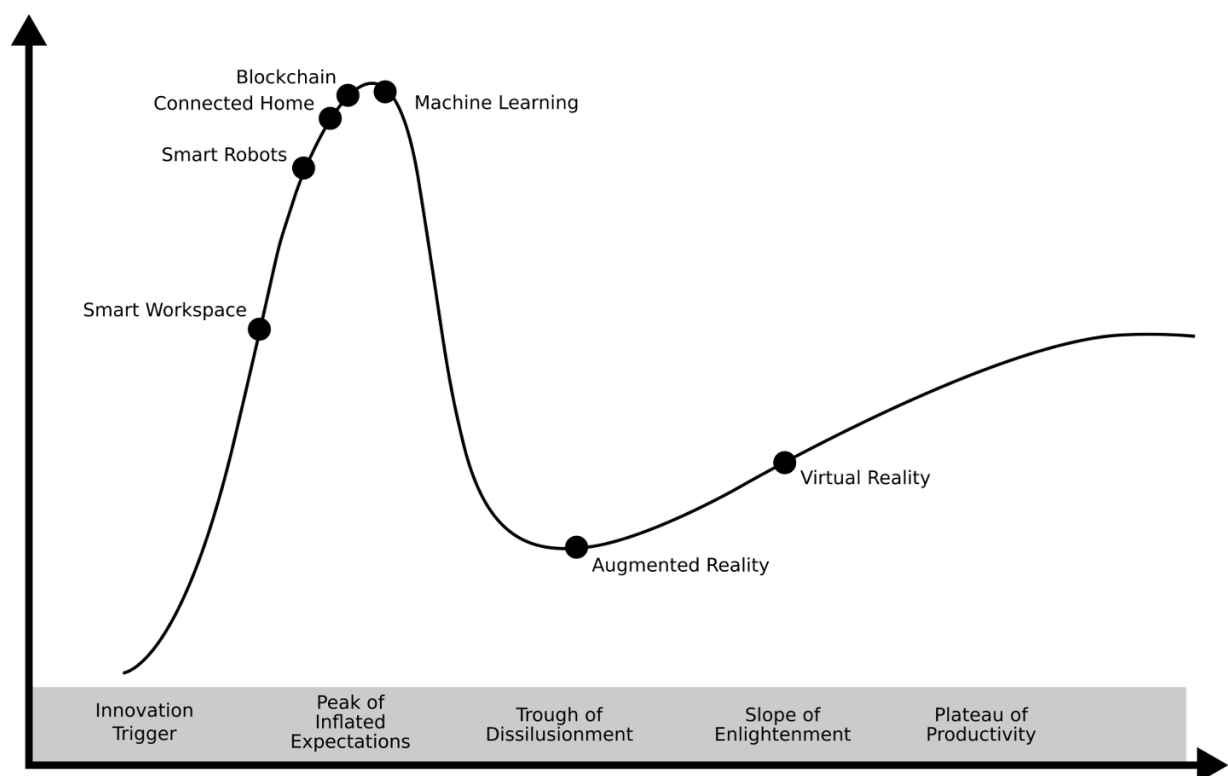 Blockchain
Connected Home
Machine Learning
Smart Robots
Smart Workspace
Virtual Reality
Augmented Reality
Innovation
Trigger
Peak of
Inflated
Expectations
Trough of
Dissilusionment
Slope of
Enlightenment
Plateau of
Productivity